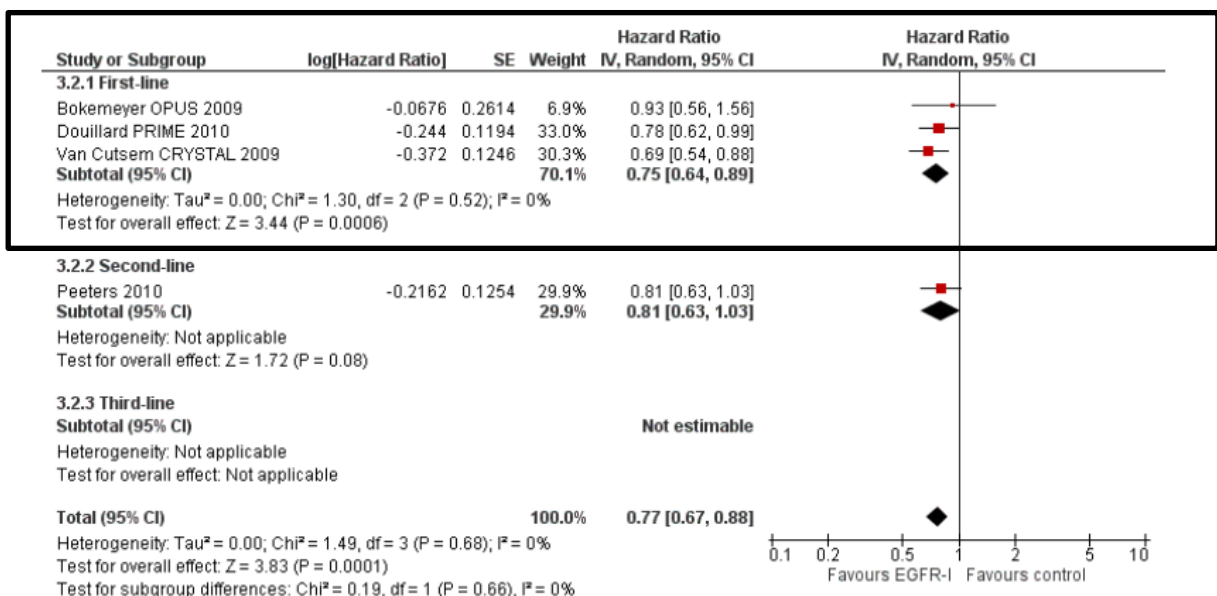 Hazard Ratio Hazard Ratio
Study or Subgroup log[Hazard Ratio] SE Weight IV, Random, 95% CI IV, Random, 95% CI
3.2.1 First-line
Bokemeyer OPUS 2009 -0.0676 0.2614 6.9% 0.93 [0.56, 1.56]
Douillard PRIME 2010 -0.244 0.1194 33.0% 0.78 [0.62, 0.99]
Van Cutsem CRYSTAL 2009 -0.372 0.1246 30.3% 0.69 [0.54, 0.88]
Subtotal (95% CI) 70.1% 0.75 [0.64, 0.89]
Heterogeneity: Tau² = 0.00; Chi² = 1.30, df = 2 (P = 0.52); I² = 0%
Test for overall effect: Z = 3.44 (P = 0.0006)
3.2.2 Second-line
Peeters 2010 -0.2162 0.1254 29.9% 0.81 [0.63, 1.03]
Subtotal (95% CI) 29.9% 0.81 [0.63, 1.03]
Heterogeneity: Not applicable
Test for overall effect: Z = 1.72 (P = 0.08)
3.2.3 Third-line
Subtotal (95% CI) Not estimable
Heterogeneity: Not applicable
Test for overall effect: Not applicable
Total (95% CI) 100.0% 0.77 [0.67, 0.88]
Heterogeneity: Tau² = 0.00; Chi² = 1.49, df = 3 (P = 0.68); I² = 0%
Test for overall effect: Z = 3.83 (P = 0.0001)
Test for subgroup differences: Chi² = 0.19, df = 1 (P = 0.66), I² = 0%
0.1 0.2 0.5 1 2 5 10
Favours EGFR-I Favours control